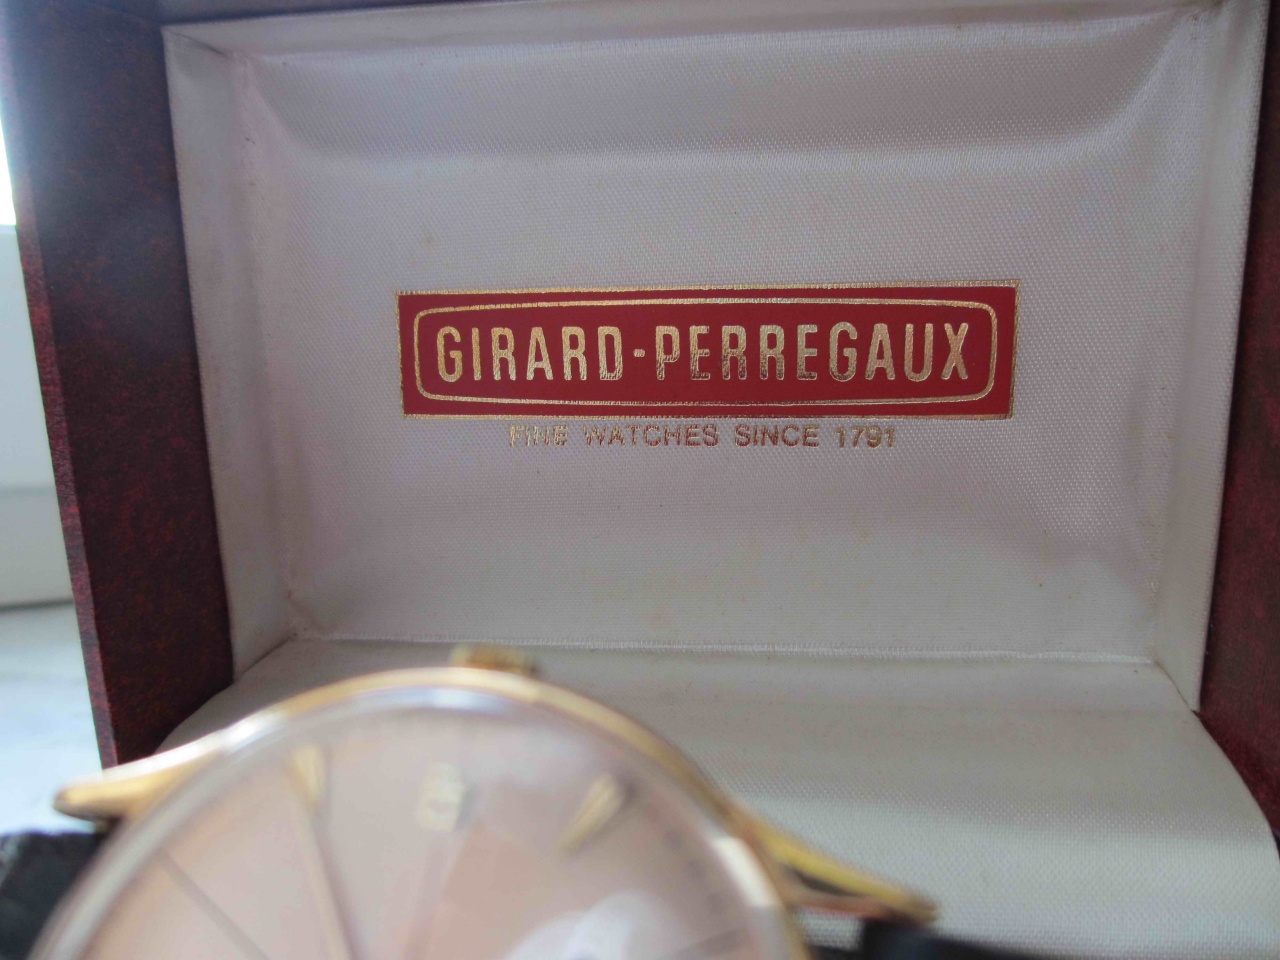 GIRARD-PERREGAUX
FINE WATCHES SINCE 1791